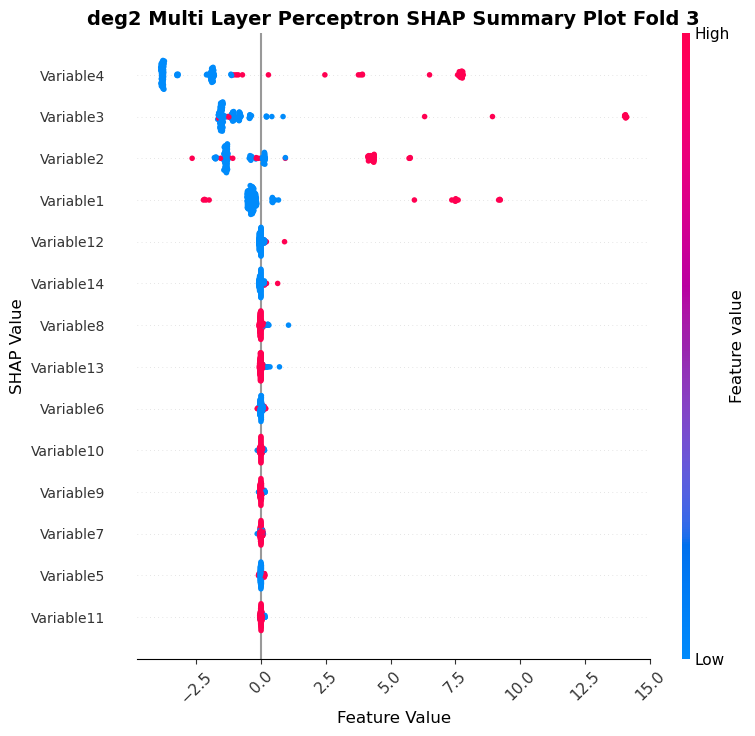 deg2 Multi Layer Perceptron SHAP Summary Plot Fold 3
High
Variable4
Variable3
Variable2
Variable1
Variable12
Variable14
Variable8
Variable13
Variable6
Variable10
Variable9
Variable7
Variable5
Variable11
SHAP Value
Feature value
Low
−2.5 0.0 2.5 5.0 7.5 10.0 12.5 15.0
Feature Value